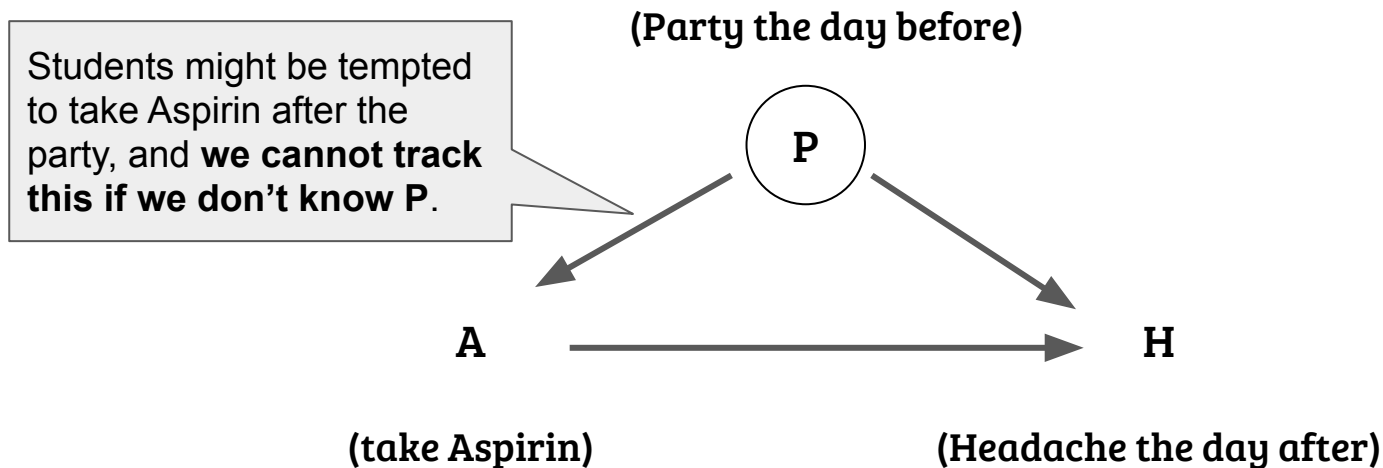 (Party the day before)
Students might be tempted
to take Aspirin after the
party, and we cannot track
this if we don’t know P.
P
A
H
(take Aspirin)
(Headache the day after)